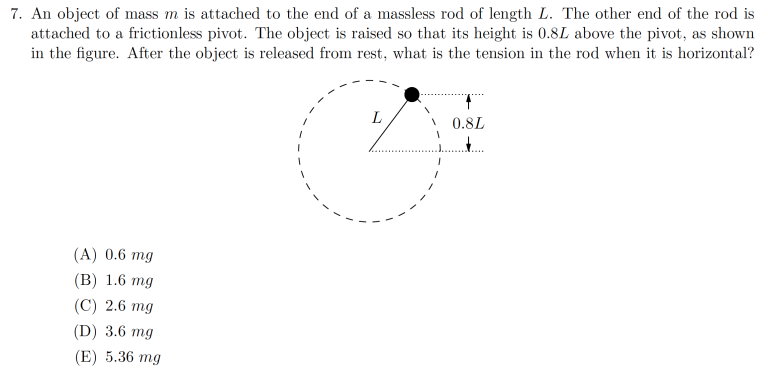 7. An object of mass m is attached to the end of a massless rod of length L. The other end of the rod is
attached to a frictionless pivot. The object is raised so that its height is 0.8L above the pivot, as shown
in the figure. After the object is released from rest, what is the tension in the rod when it is horizontal?
L
0.8L
(A) 0.6 mg
(B) 1.6 mg
(C) 2.6 mg
(D) 3.6 mg
(E) 5.36 mg